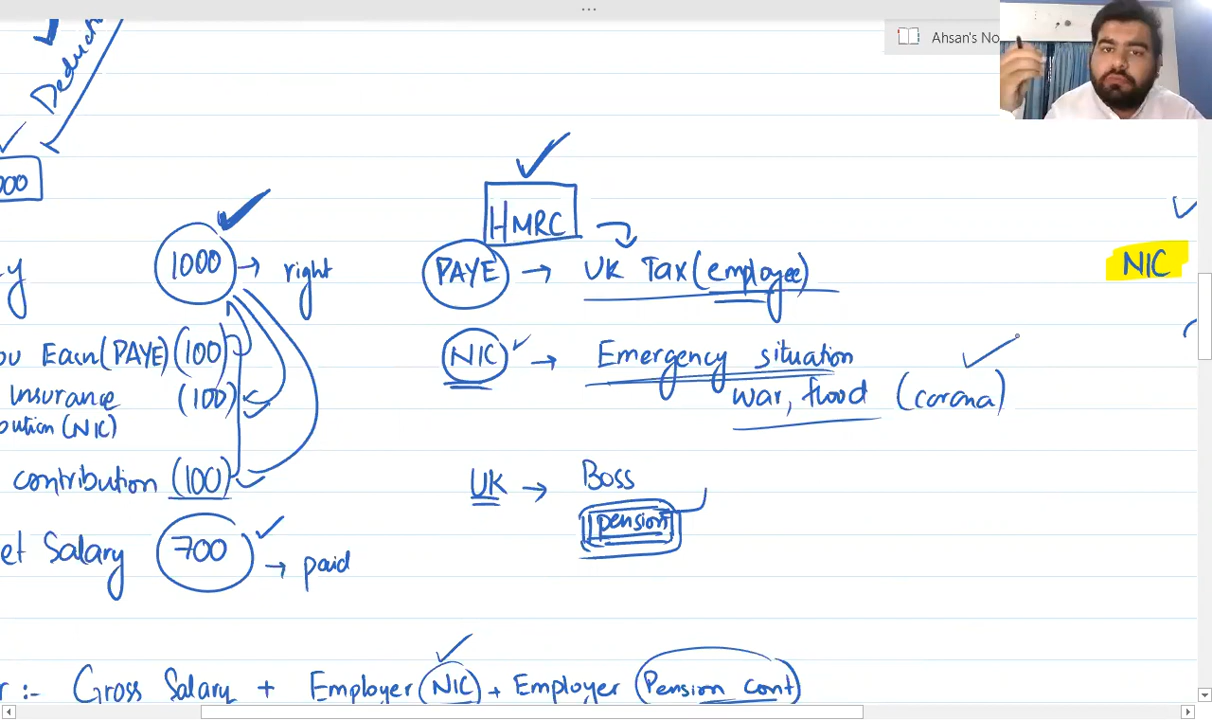 ...
Ahsan's No
Deducti
000
HMRC
1000 → right
PAYE → UK Tax (employee)
NIC
y
ou Earn (PAYE) (100)
NIC → Emergency situation
war, flood (corona)
Insurance (100)
bution (NIC)
contribution (100)
UK → Boss
pension
et Salary 700 → paid
r :- Gross Salary + Employer (NIC) + Employer (Pension cont)